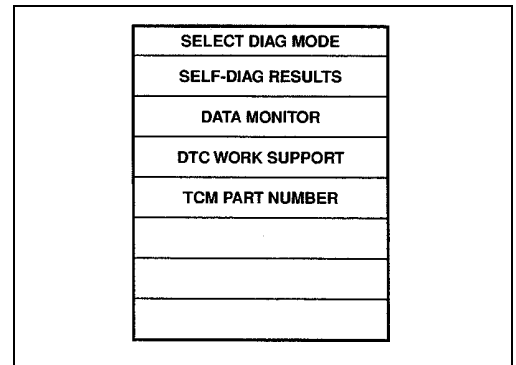 SELECT DIAG MODE
SELF-DIAG RESULTS
DATA MONITOR
DTC WORK SUPPORT
TCM PART NUMBER